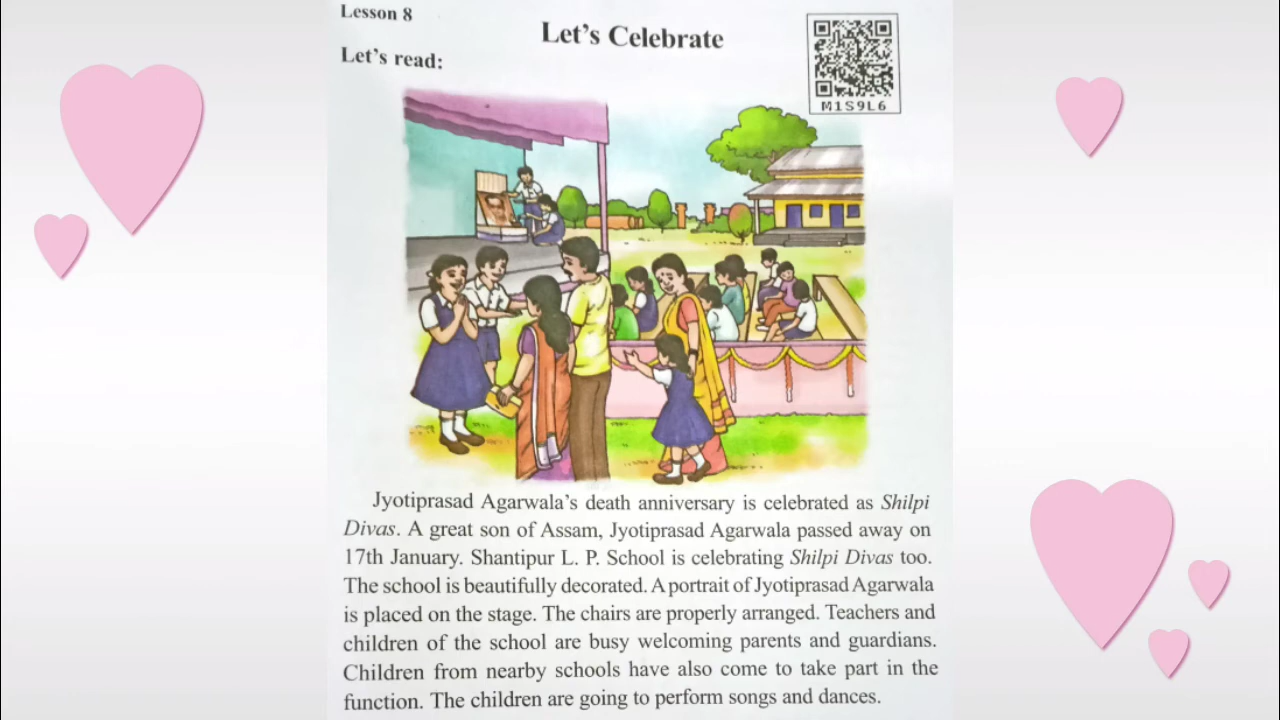 Lesson 8
Let's Celebrate
Let's read:
M1S9L6
Jyotiprasad Agarwala's death anniversary is celebrated as Shilpi
Divas. A great son of Assam, Jyotiprasad Agarwala passed away on
17th January. Shantipur L. P. School is celebrating Shilpi Divas too.
The school is beautifully decorated. A portrait of Jyotiprasad Agarwala
is placed on the stage. The chairs are properly arranged. Teachers and
children of the school are busy welcoming parents and guardians.
Children from nearby schools have also come to take part in the
function. The children are going to perform songs and dances.